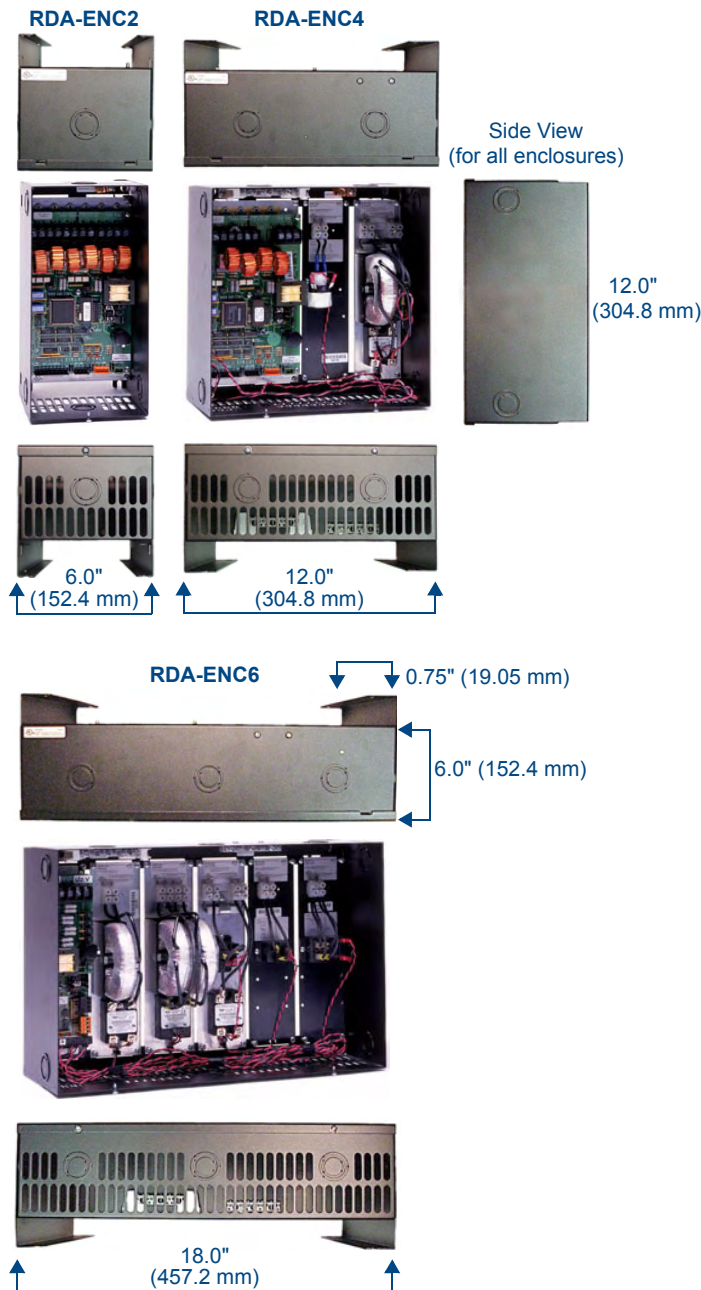 RDA-ENC2
RDA-ENC4
Side View
(for all enclosures)
12.0"
(304.8 mm)
6.0"
(152.4 mm)
12.0"
(304.8 mm)
RDA-ENC6
0.75" (19.05 mm)
6.0" (152.4 mm)
18.0"
(457.2 mm)